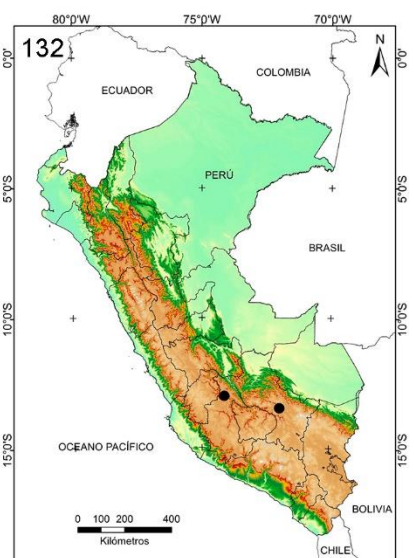 80°0'W 75°0'W 70°0'W
132
N
0°0' 0°0'
COLOMBIA
ECUADOR
PERÚ
5°0'S 5°0'S
BRASIL
10°0'S 10°0'S
OCEANO PACÍFICO
15°0'S 15°0'S
BOLIVIA
0 100 200 400
Kilómetros
CHILE